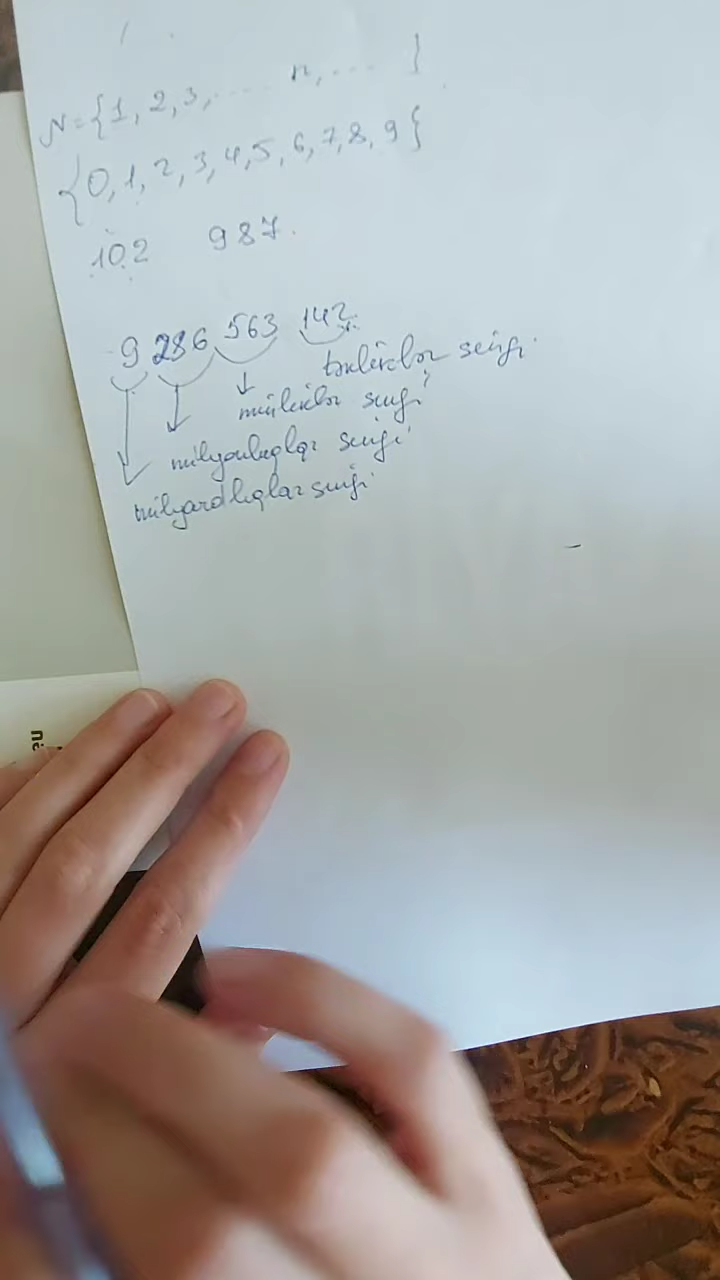 N={1, 2, 3, .... n, .... }
{0, 1, 2, 3, 4, 5, 6, 7, 8, 9}
102 987.
9 286 563 142
təkliklər sinfi
minliklər sinfi
milyonluqlar sinfi
milyardlıqlar sinfi